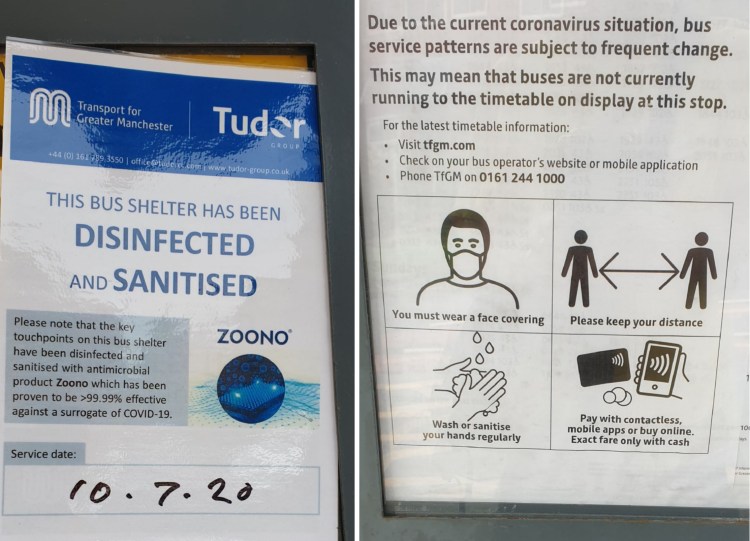 Transport for
Greater Manchester
Tudor
GROUP
www.tudor-group.co.uk
THIS BUS SHELTER HAS BEEN
DISINFECTED
AND SANITISED
Please note that the key
touchpoints on this bus shelter
have been disinfected and
sanitised with antimicrobial
product Zoono which has been
proven to be >99.99% effective
against a surrogate of COVID-19.
ZOONO®
Service date:
10.7.20
Due to the current coronavirus situation, bus
service patterns are subject to frequent change.
This may mean that buses are not currently
running to the timetable on display at this stop.
For the latest timetable information:
• Visit tfgm.com
• Check on your bus operator's website or mobile application
• Phone TfGM on 0161 244 1000
You must wear a face covering
Please keep your distance
Wash or sanitise
your hands regularly
Pay with contactless,
mobile apps or buy online.
Exact fare only with cash